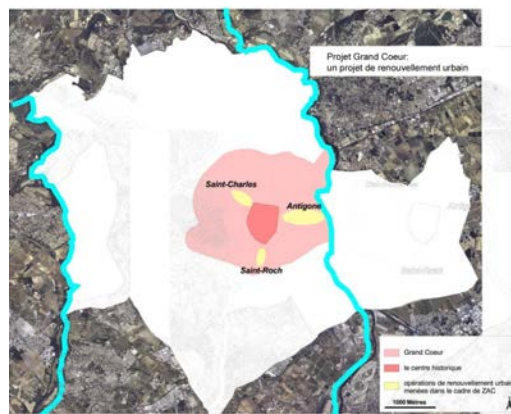 Projet Grand Coeur:
un projet de renouvellement urbain
Saint-Charles
Antigone
Saint-Roch
Grand Coeur
le centre historique
opérations de renouvellement urbain
menées dans le cadre de ZAC
1000 Mètres